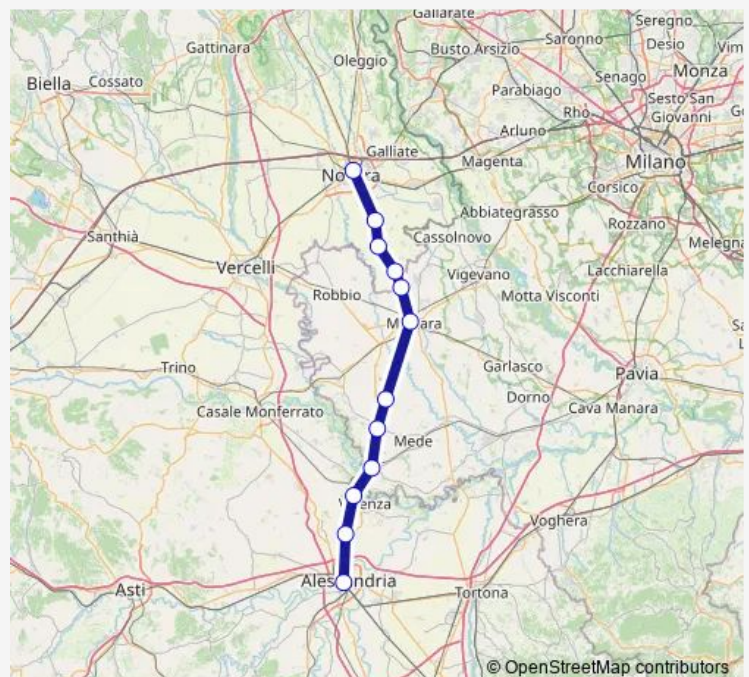 Gallarate
Seregno
Gattinara
Saronno
Desio
Vim
Busto Arsizio
Oleggio
Senago
Monza
Biella
Cossato
Parabiago
Sesto San
Giovanni
Rho
Arluno
Galliate
Magenta
Milano
Corsico
Abbiategrasso
Rozzano
Santhià
Cassolnovo
Melegna
Vercelli
Vigevano
Lacchiarella
Robbio
Motta Visconti
Trino
Garlasco
Pavia
Dorno
Casale Monferrato
Cava Manara
Mede
Voghera
Asti
Tortona
© OpenStreetMap contributors